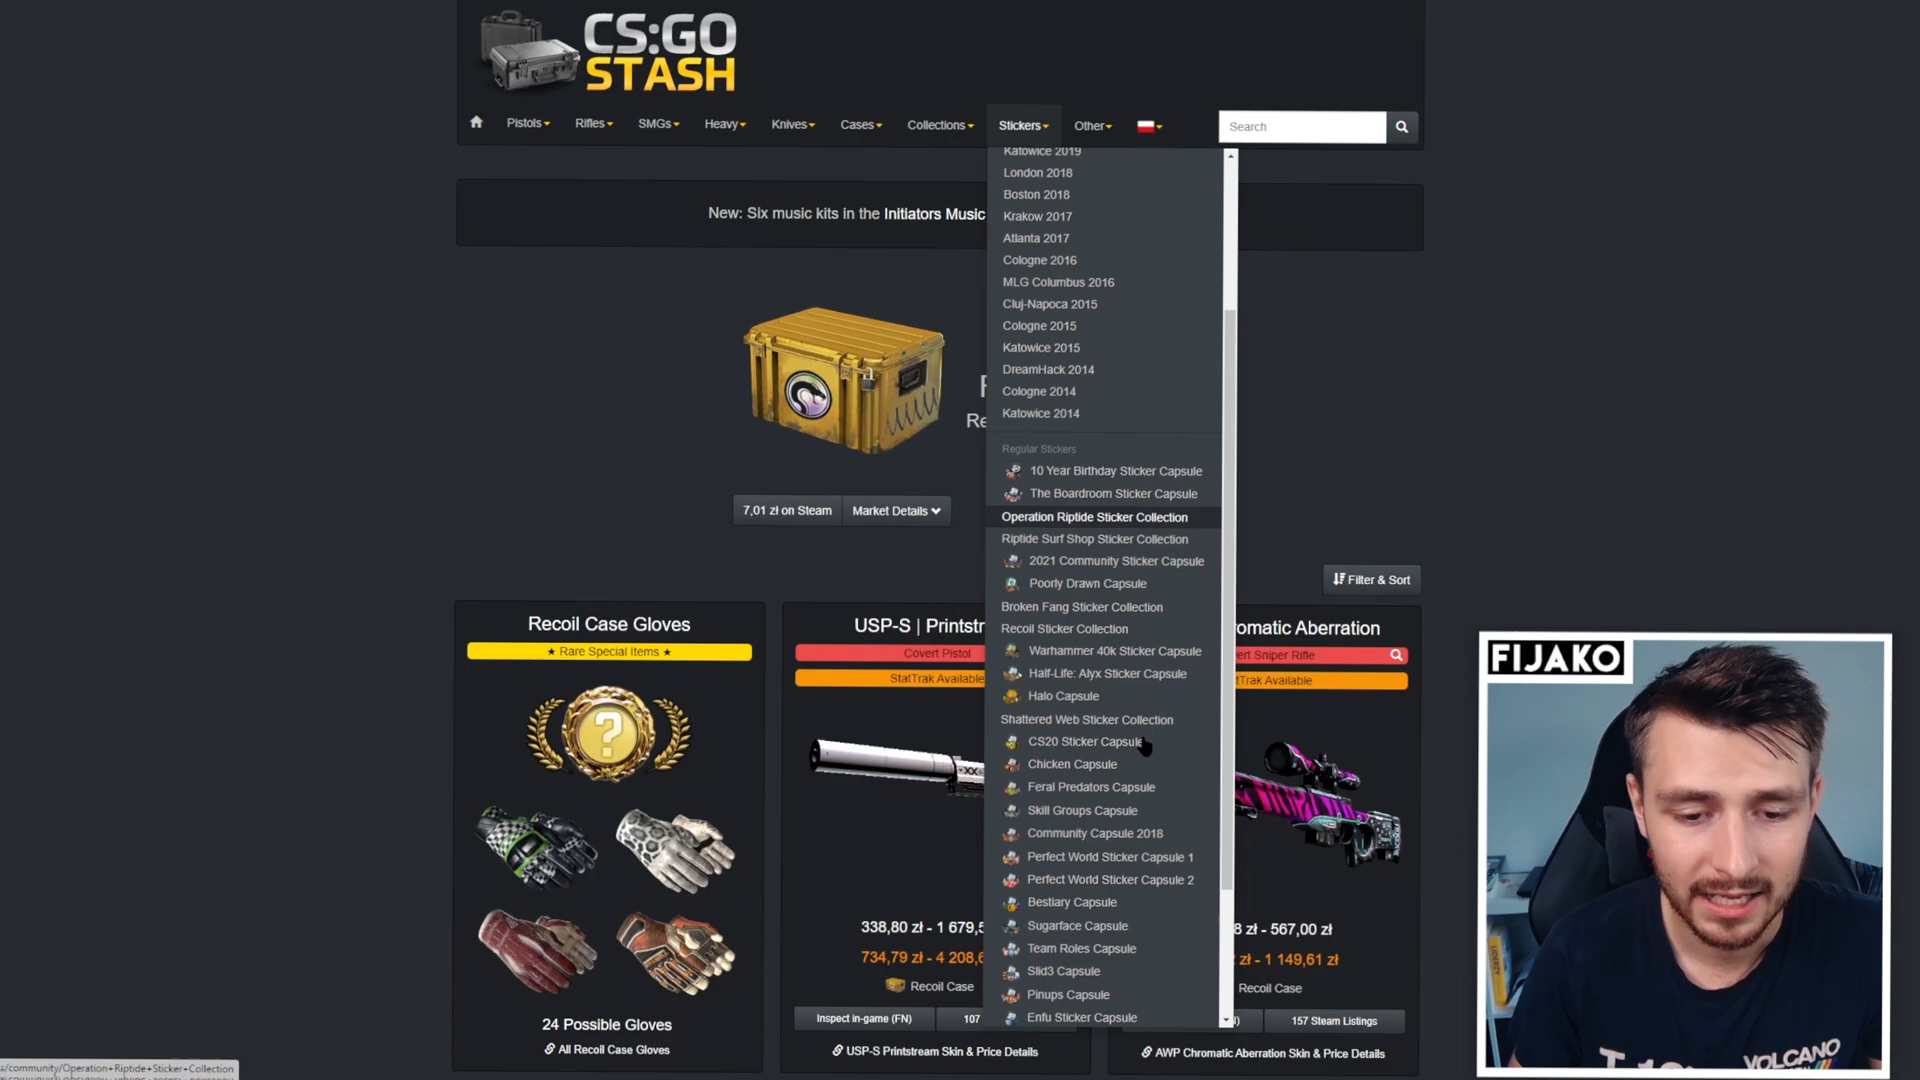 CS:GO
STASH
Pistols
Rifles
SMGs
Heavy
Knives
Cases
Collections
Stickers
Other
Search
New: Six music kits in the Initiators Music
Katowice 2019
London 2018
Boston 2018
Krakow 2017
Atlanta 2017
Cologne 2016
MLG Columbus 2016
Cluj-Napoca 2015
Cologne 2015
Katowice 2015
DreamHack 2014
Cologne 2014
Katowice 2014
Regular Stickers
10 Year Birthday Sticker Capsule
The Boardroom Sticker Capsule
Operation Riptide Sticker Collection
Riptide Surf Shop Sticker Collection
2021 Community Sticker Capsule
Poorly Drawn Capsule
Broken Fang Sticker Collection
Recoil Sticker Collection
Warhammer 40k Sticker Capsule
Half-Life: Alyx Sticker Capsule
Halo Capsule
Shattered Web Sticker Collection
CS20 Sticker Capsule
Chicken Capsule
Feral Predators Capsule
Skill Groups Capsule
Community Capsule 2018
Perfect World Sticker Capsule 1
Perfect World Sticker Capsule 2
Bestiary Capsule
Sugarface Capsule
Team Roles Capsule
Slid3 Capsule
Pinups Capsule
Enfu Sticker Capsule
7,01 zł on Steam
Market Details
Filter & Sort
Recoil Case Gloves
★ Rare Special Items ★
24 Possible Gloves
All Recoil Case Gloves
USP-S | Printstr
Covert Pistol
StatTrak Available
338,80 zł - 1 679,5
734,79 zł - 4 208,6
Recoil Case
Inspect in-game (FN)
107
USP-S Printstream Skin & Price Details
omatic Aberration
ert Sniper Rifle
tTrak Available
8 zł - 567,00 zł
zł - 1 149,61 zł
Recoil Case
157 Steam Listings
AWP Chromatic Aberration Skin & Price Details
FIJAKO
VOLCANO
s/community/Operation+Riptide+Sticker+Collection